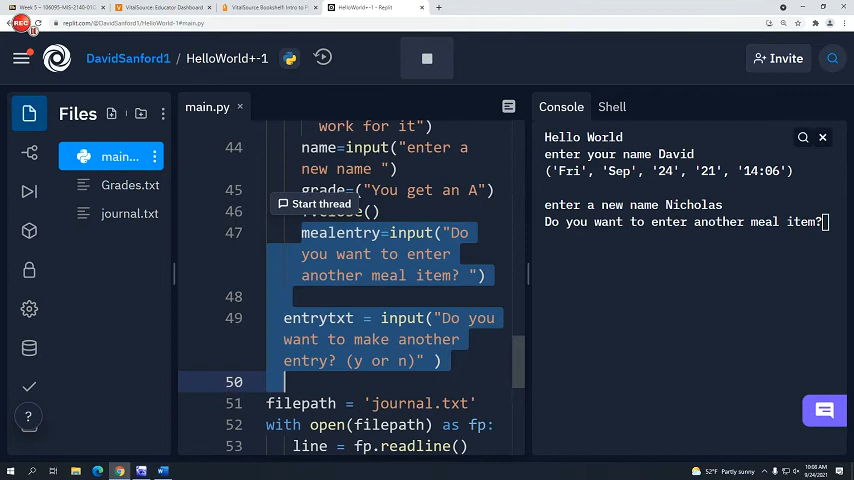 Week 5 - 106095-MIS-2140-01
VitalSource: Educator Dashboard
VitalSource Bookshelf: Intro to P
HelloWorld+-1 - Replit
replit.com/@DavidSanford1/HelloWorld-1#main.py
REC
DavidSanford1 / HelloWorld+-1
Invite
Files
main.py
Console
Shell
main...
Grades.txt
journal.txt
work for it")
44 name=input("enter a
new name ")
45 grade=("You get an A")
Start thread
46 f.close()
47 mealentry=input("Do
you want to enter
another meal item? ")
48
49 entrytxt = input("Do you
want to make another
entry? (y or n)" )
50
51 filepath = 'journal.txt'
52 with open(filepath) as fp:
53 line = fp.readline()
Hello World
enter your name David
('Fri', 'Sep', '24', '21', '14:06')
enter a new name Nicholas
Do you want to enter another meal item?
?
52°F Partly sunny
10:08 AM
9/24/2021